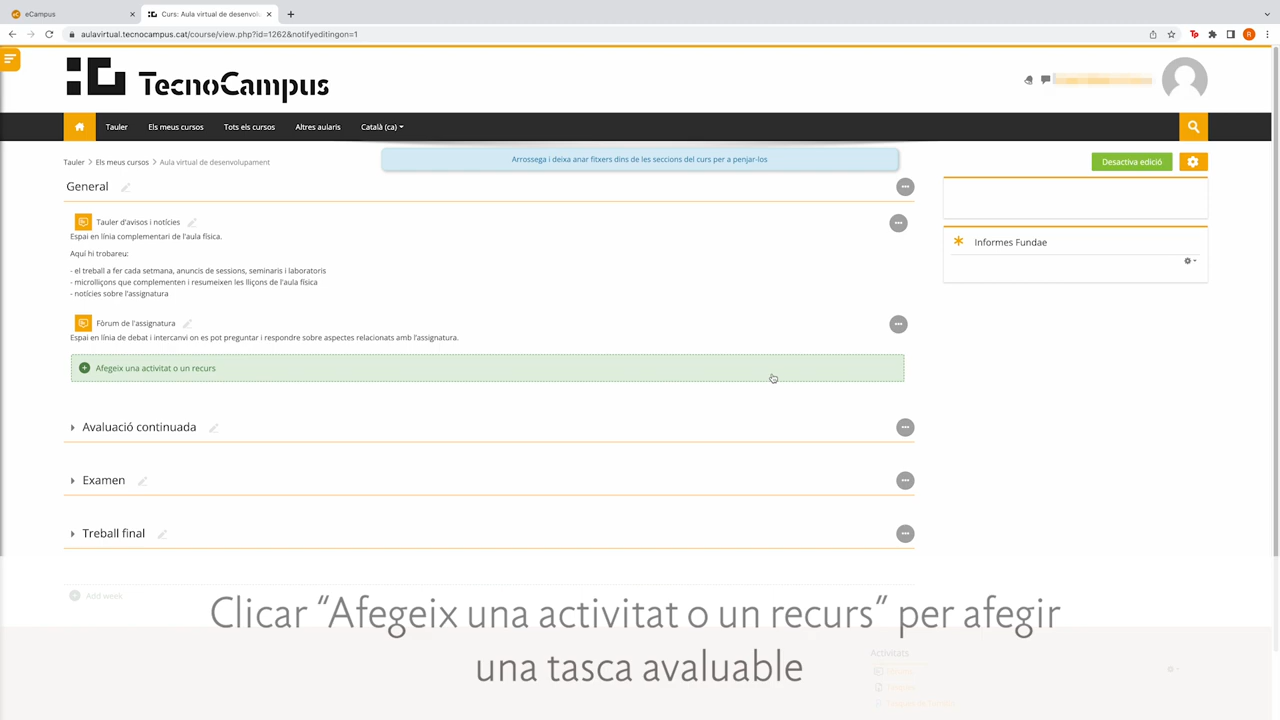 eCampus
Curs: Aula virtual de desenvolu
aulavirtual.tecnocampus.cat/course/view.php?id=1262&notifyeditingon=1
Tp
R
TecnoCampus
Tauler
Els meus cursos
Tots els cursos
Altres aularis
Català (ca)
Tauler
Els meus cursos
Aula virtual de desenvolupament
Arrossega i deixa anar fitxers dins de les seccions del curs per a penjar-los
Desactiva edició
General
Tauler d'avisos i notícies
Espai en línia complementari de l'aula física.
Aquí hi trobareu:
- el treball a fer cada setmana, anuncis de sessions, seminaris i laboratoris
- microlliçons que complementen i resumeixen les lliçons de l'aula física
- notícies sobre l'assignatura
Informes Fundae
Fòrum de l'assignatura
Espai en línia de debat i intercanvi on es pot preguntar i respondre sobre aspectes relacionats amb l'assignatura.
Afegeix una activitat o un recurs
Avaluació continuada
Examen
Treball final
Add week
Clicar “Afegeix una activitat o un recurs” per afegir
una tasca avaluable
Activitats